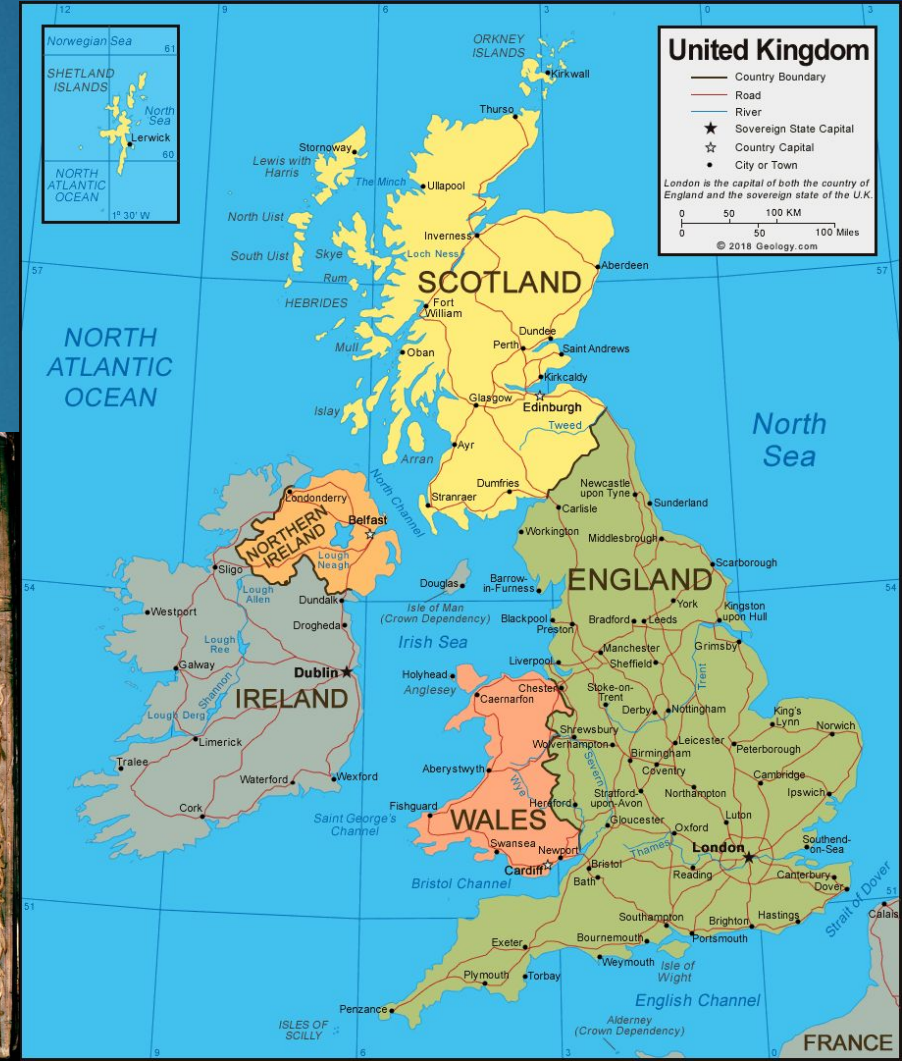 12
9
6
3
0
3
Norwegian Sea
61
SHETLAND
ISLANDS
North
Sea
Lerwick
60
NORTH
ATLANTIC
OCEAN
1° 30' W
ORKNEY
ISLANDS
Kirkwall
Thurso
United Kingdom
Country Boundary
Road
River
Sovereign State Capital
Country Capital
City or Town
London is the capital of both the country of
England and the sovereign state of the U.K.
0 50 100 KM
0 50 100 Miles
© 2018 Geology.com
Stornoway
Lewis with
Harris
The Minch
Ullapool
North Uist
South Uist
Skye
Inverness
Loch Ness
Rum
HEBRIDES
57
57
SCOTLAND
Aberdeen
Fort
William
NORTH
ATLANTIC
OCEAN
Mull
Oban
Dundee
Perth
Saint Andrews
Kirkcaldy
Glasgow
Edinburgh
Islay
Tweed
North
Sea
Arran
Ayr
North Channel
Dumfries
Stranraer
Newcastle
upon Tyne
Sunderland
Carlisle
Londonderry
Belfast
NORTHERN
IRELAND
Workington
Middlesbrough
Lough
Neagh
Sligo
Scarborough
54
54
Douglas
Barrow-
in-Furness
ENGLAND
Lough
Allen
Dundalk
Isle of Man
(Crown Dependency)
York
Kingston
upon Hull
Westport
Drogheda
Blackpool
Preston
Bradford
Leeds
Irish Sea
Lough
Ree
Manchester
Grimsby
Galway
Dublin
Liverpool
Sheffield
Holyhead
Anglesey
Caernarfon
Chester
Trent
Shannon
IRELAND
Stoke-on-
Trent
Lough Derg
Derby
Nottingham
King's
Lynn
Norwich
Limerick
Shrewsbury
Wolverhampton
Leicester
Peterborough
Tralee
Birmingham
Aberystwyth
Coventry
Wexford
Waterford
Wye
Severn
Cambridge
Stratford-
upon-Avon
Northampton
Ipswich
Cork
Fishguard
Hereford
Saint George's
Channel
WALES
Gloucester
Luton
Oxford
Swansea
Newport
Thames
London
Southend-
on-Sea
Cardiff
Bristol
Bath
Reading
Canterbury
Dover
Bristol Channel
Strait of Dover
51
51
Southampton
Brighton
Hastings
Calais
Exeter
Bournemouth
Portsmouth
Weymouth
Isle of
Wight
Plymouth
Torbay
English Channel
Penzance
ISLES OF
SCILLY
Alderney
(Crown Dependency)
FRANCE
9
6
3
0